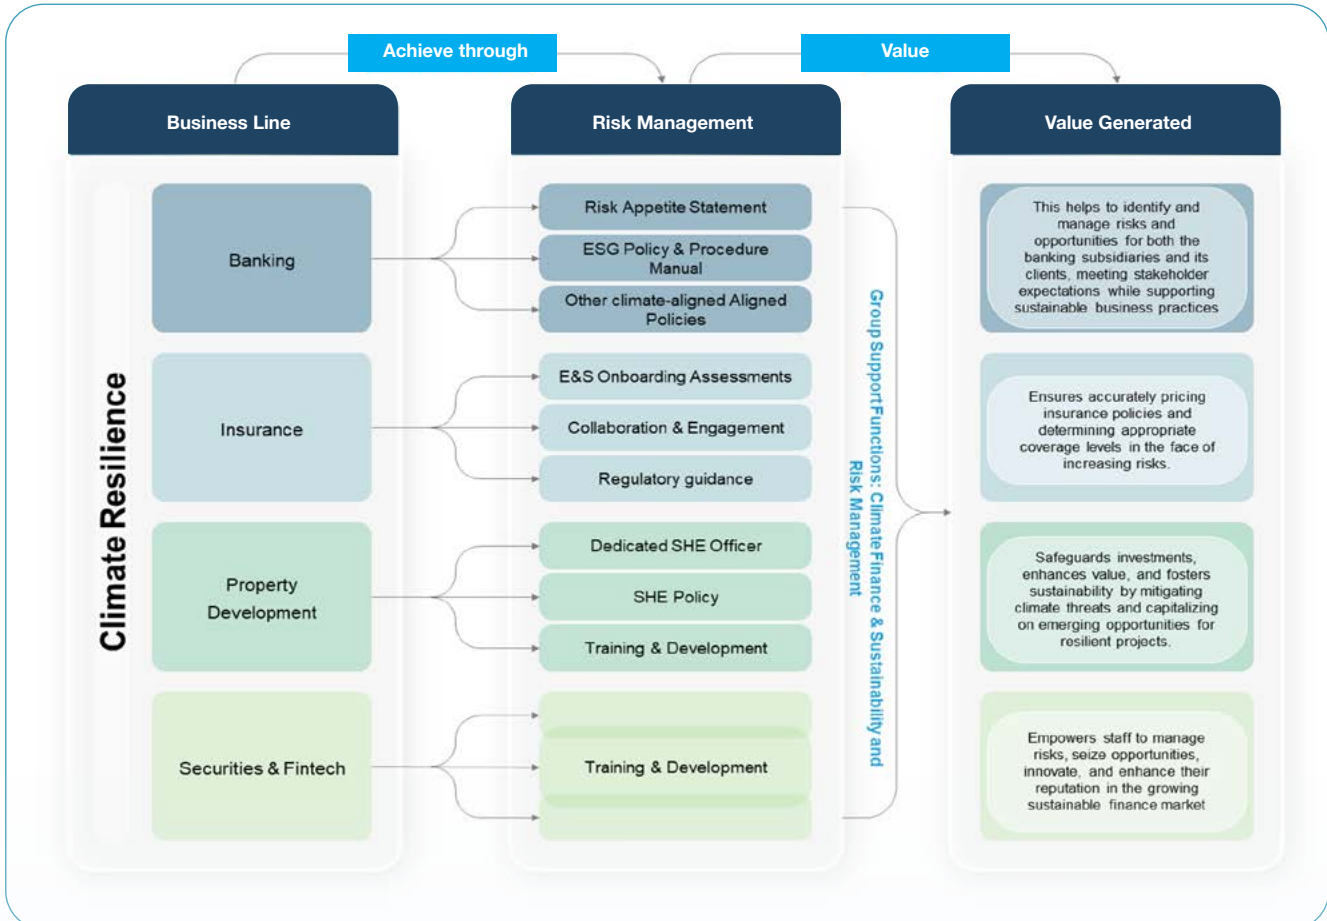 Achieve through
Value
Business Line
Risk Management
Value Generated
Climate Resilience
Banking
Risk Appetite Statement
ESG Policy & Procedure
Manual
Other climate-aligned Aligned
Policies
This helps to identify and
manage risks and
opportunities for both the
banking subsidiaries and its
clients, meeting stakeholder
expectations while supporting
sustainable business practices
Insurance
E&S Onboarding Assessments
Collaboration & Engagement
Regulatory guidance
Ensures accurately pricing
insurance policies and
determining appropriate
coverage levels in the face of
increasing risks.
Property
Development
Dedicated SHE Officer
SHE Policy
Training & Development
Safeguards investments,
enhances value, and fosters
sustainability by mitigating
climate threats and capitalizing
on emerging opportunities for
resilient projects.
Securities & Fintech
Training & Development
Empowers staff to manage
risks, seize opportunities,
innovate, and enhance their
reputation in the growing
sustainable finance market
Group Support Functions: Climate Finance & Sustainability and
Risk Management